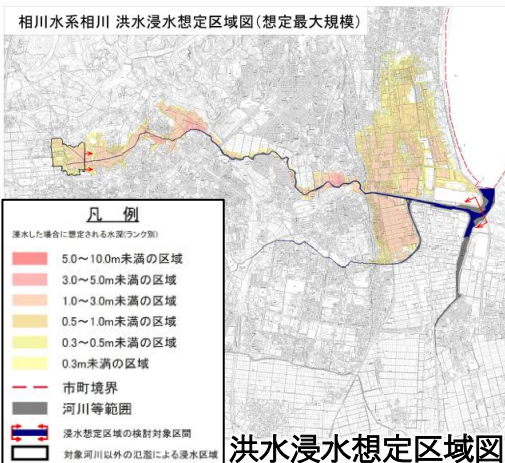 相川水系相川 洪水浸水想定区域図(想定最大規模)
凡 例
浸水した場合に想定される水深(ランク別)
5.0～10.0m未満の区域
3.0～5.0m未満の区域
1.0～3.0m未満の区域
0.5～1.0m未満の区域
0.3～0.5m未満の区域
0.3m未満の区域
市町境界
河川等範囲
浸水想定区域の検討対象区間
対象河川以外の氾濫による浸水区域
洪水浸水想定区域図